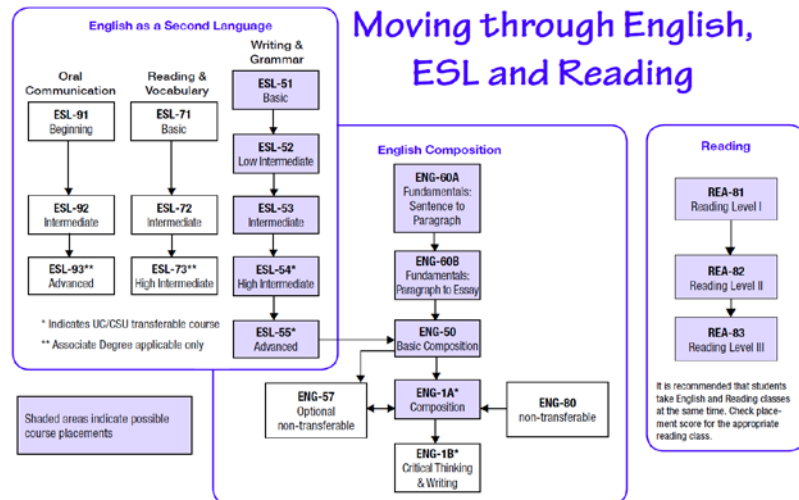 Moving through English,
ESL and Reading
English as a Second Language
Oral
Communication
ESL-91
Beginning
ESL-92
Intermediate
ESL-93**
Advanced
Reading &
Vocabulary
ESL-71
Basic
ESL-72
Intermediate
ESL-73**
High Intermediate
Writing &
Grammar
ESL-51
Basic
ESL-52
Low Intermediate
ESL-53
Intermediate
ESL-54*
High Intermediate
ESL-55*
Advanced
* Indicates UC/CSU transferable course
** Associate Degree applicable only
Shaded areas indicate possible
course placements
English Composition
ENG-60A
Fundamentals:
Sentence to
Paragraph
ENG-60B
Fundamentals:
Paragraph to Essay
ENG-50
Basic Composition
ENG-57
Optional
non-transferable
ENG-1A*
Composition
ENG-80
non-transferable
ENG-1B*
Critical Thinking
& Writing
Reading
REA-81
Reading Level I
REA-82
Reading Level II
REA-83
Reading Level III
It is recommended that students
take English and Reading classes
at the same time. Check place-
ment score for the appropriate
reading class.